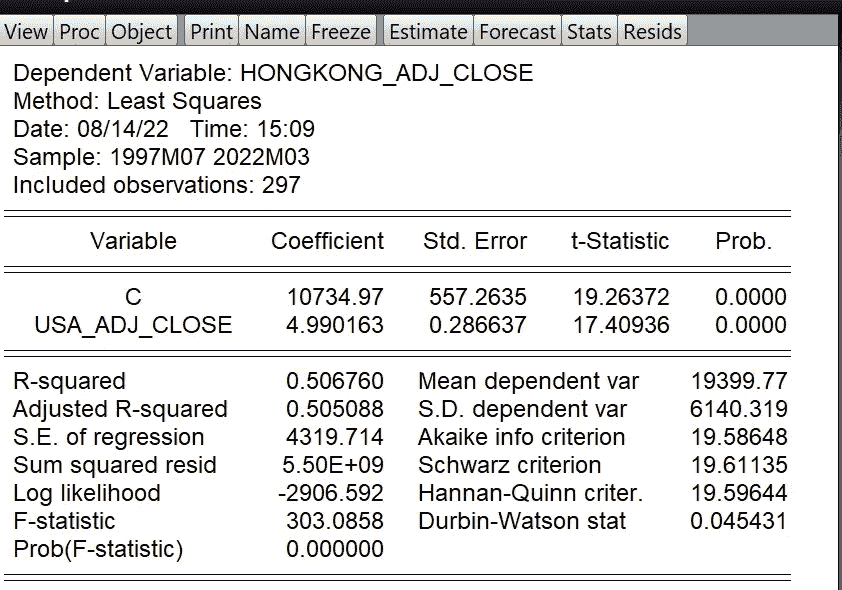 View Proc Object Print Name Freeze Estimate Forecast Stats Resids
Dependent Variable: HONGKONG_ADJ_CLOSE
Method: Least Squares
Date: 08/14/22 Time: 15:09
Sample: 1997M07 2022M03
Included observations: 297
Variable Coefficient Std. Error t-Statistic Prob.
C 10734.97 557.2635 19.26372 0.0000
USA_ADJ_CLOSE 4.990163 0.286637 17.40936 0.0000
R-squared 0.506760 Mean dependent var 19399.77
Adjusted R-squared 0.505088 S.D. dependent var 6140.319
S.E. of regression 4319.714 Akaike info criterion 19.58648
Sum squared resid 5.50E+09 Schwarz criterion 19.61135
Log likelihood -2906.592 Hannan-Quinn criter. 19.59644
F-statistic 303.0858 Durbin-Watson stat 0.045431
Prob(F-statistic) 0.000000